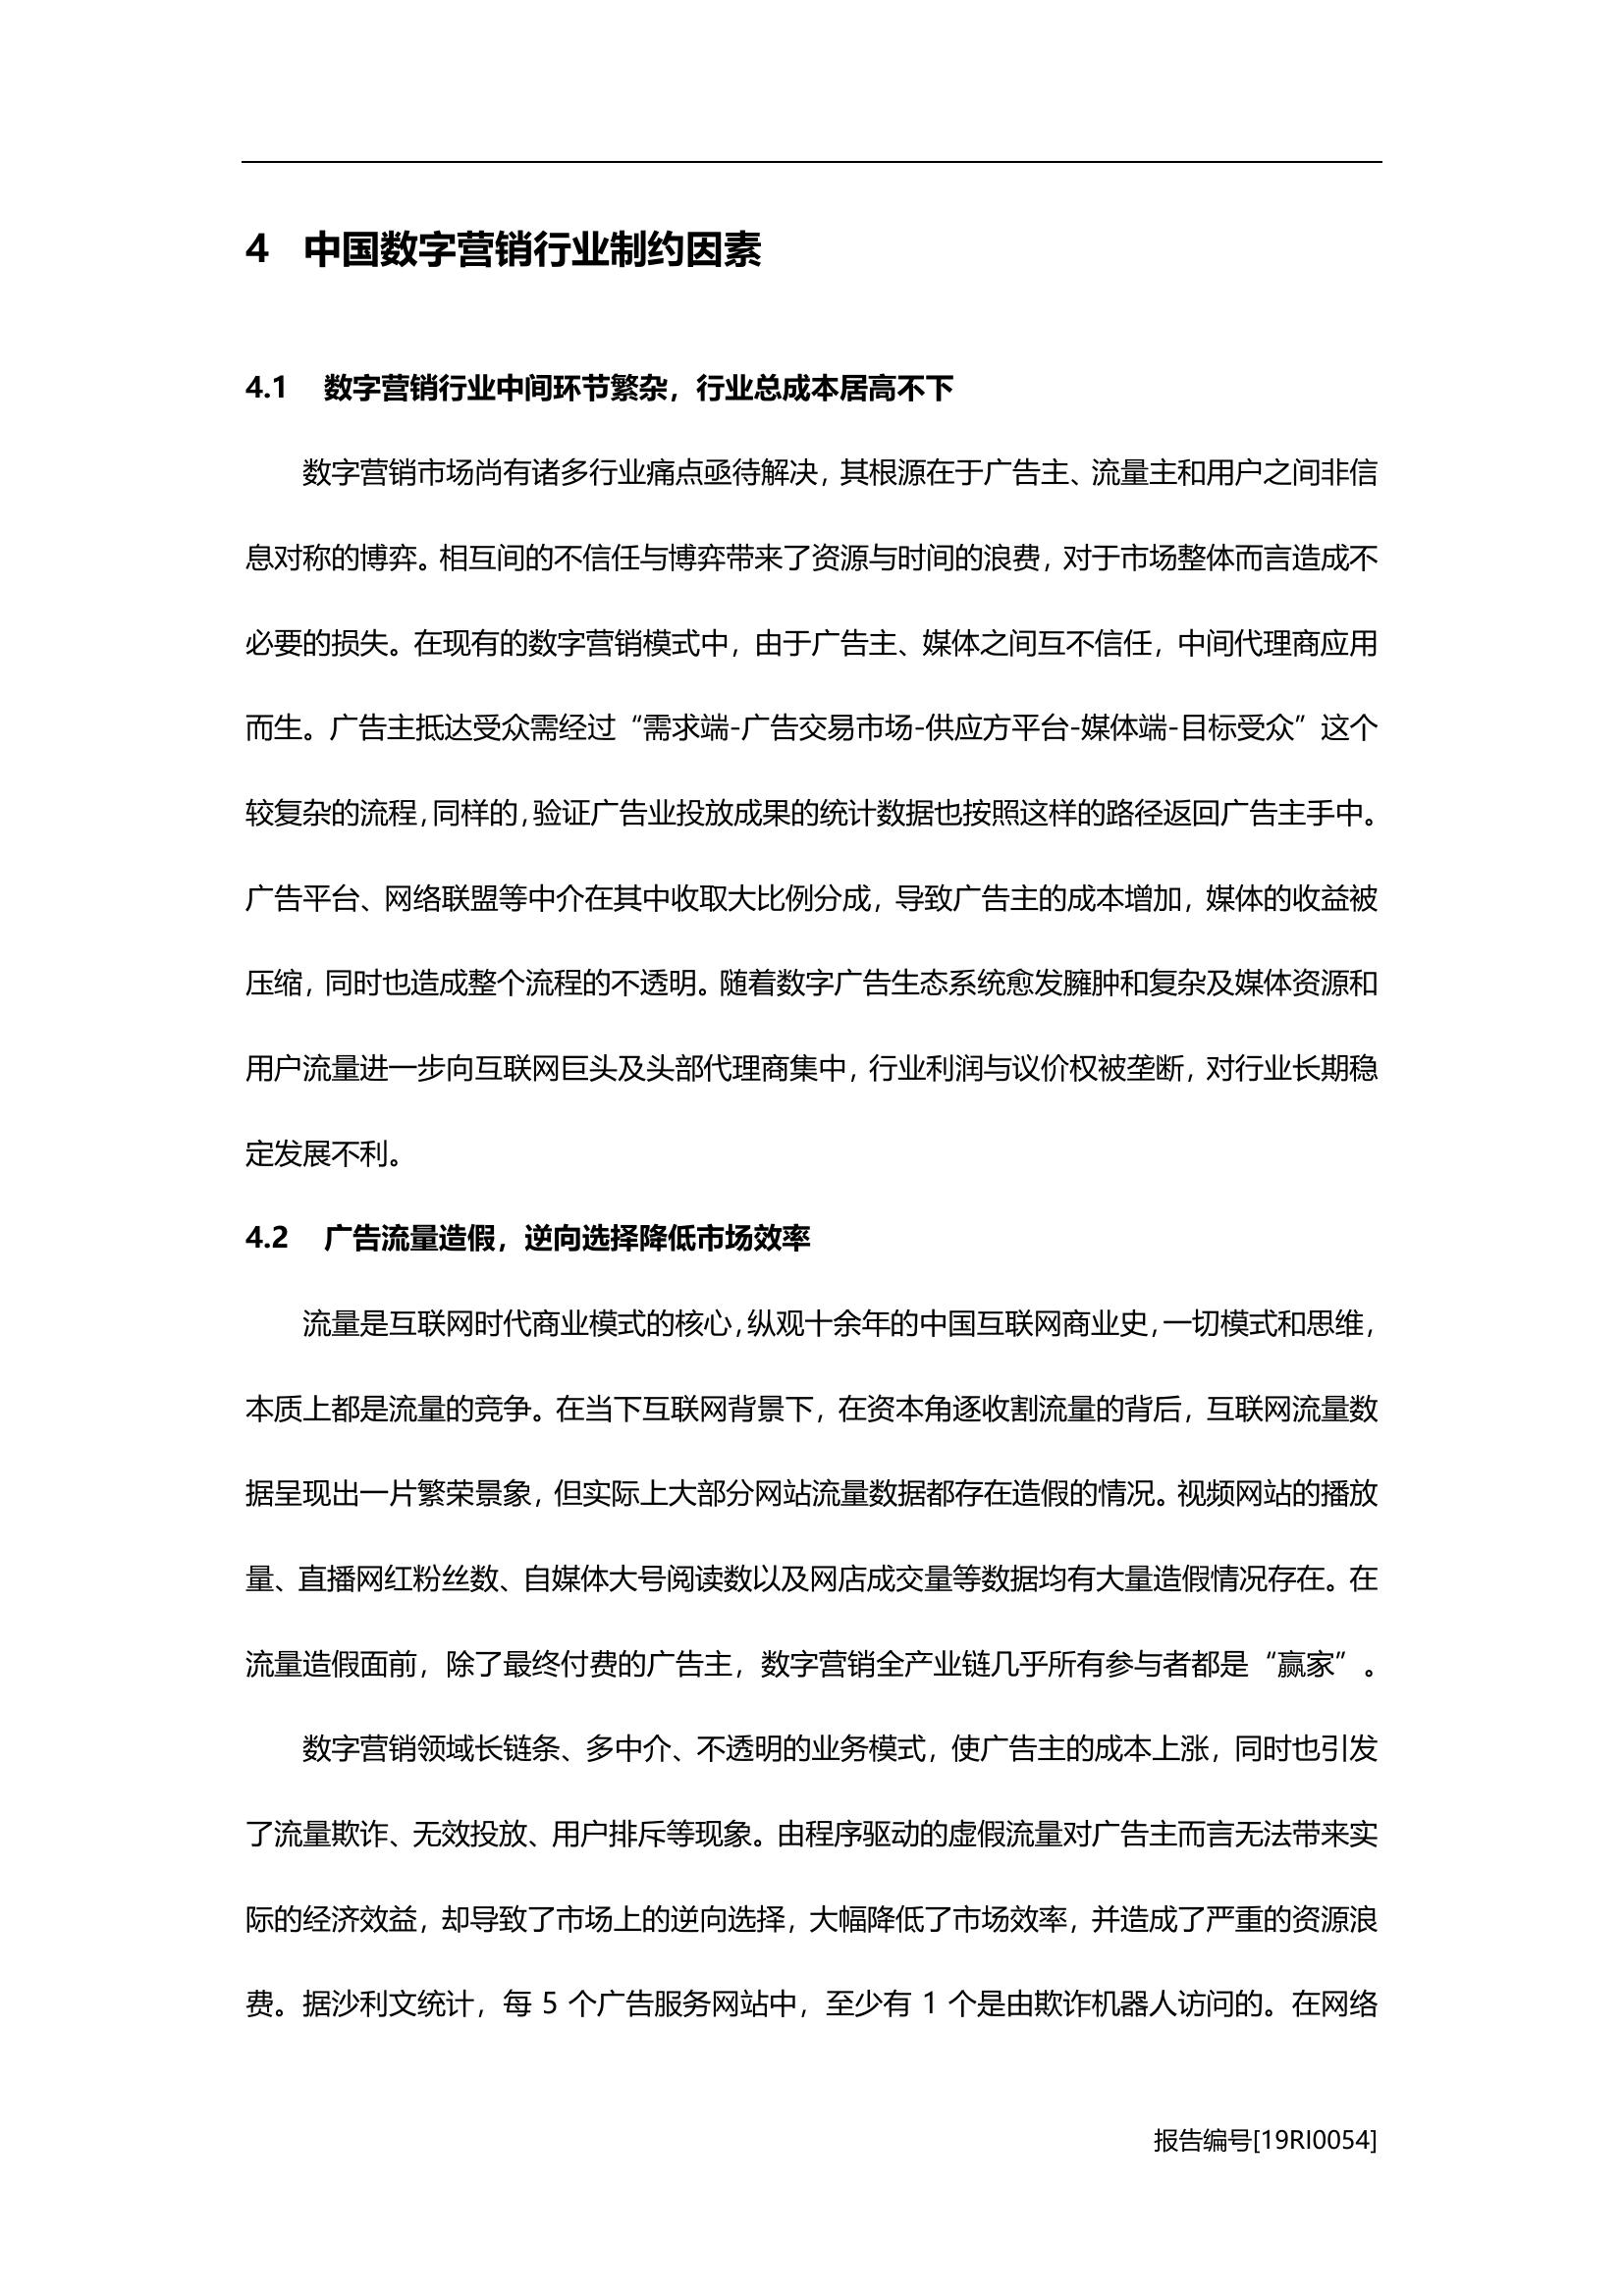 4 中国数字营销行业制约因素
4.1 数字营销行业中间环节繁杂，行业总成本居高不下
数字营销市场尚有诸多行业痛点亟待解决，其根源在于广告主、流量主和用户之间非信
息对称的博弈。相互间的不信任与博弈带来了资源与时间的浪费，对于市场整体而言造成不
必要的损失。在现有的数字营销模式中，由于广告主、媒体之间互不信任，中间代理商应用
而生。广告主抵达受众需经过“需求端-广告交易市场-供应方平台-媒体端-目标受众”这个
较复杂的流程，同样的，验证广告业投放成果的统计数据也按照这样的路径返回广告主手中。
广告平台、网络联盟等中介在其中收取大比例分成，导致广告主的成本增加，媒体的收益被
压缩，同时也造成整个流程的不透明。随着数字广告生态系统愈发臃肿和复杂及媒体资源和
用户流量进一步向互联网巨头及头部代理商集中，行业利润与议价权被垄断，对行业长期稳
定发展不利。
4.2 广告流量造假，逆向选择降低市场效率
流量是互联网时代商业模式的核心，纵观十余年的中国互联网商业史，一切模式和思维，
本质上都是流量的竞争。在当下互联网背景下，在资本角逐收割流量的背后，互联网流量数
据呈现出一片繁荣景象，但实际上大部分网站流量数据都存在造假的情况。视频网站的播放
量、直播网红粉丝数、自媒体大号阅读数以及网店成交量等数据均有大量造假情况存在。在
流量造假面前，除了最终付费的广告主，数字营销全产业链几乎所有参与者都是“赢家”。
数字营销领域长链条、多中介、不透明的业务模式，使广告主的成本上涨，同时也引发
了流量欺诈、无效投放、用户排斥等现象。由程序驱动的虚假流量对广告主而言无法带来实
际的经济效益，却导致了市场上的逆向选择，大幅降低了市场效率，并造成了严重的资源浪
费。据沙利文统计，每 5 个广告服务网站中，至少有 1 个是由欺诈机器人访问的。在网络
报告编号[19RI0054]